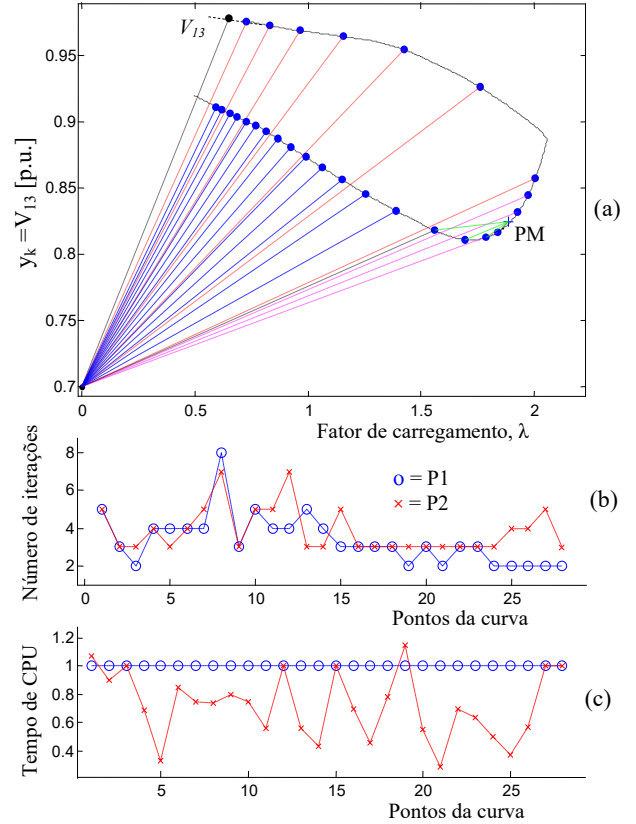 V13
0.95
0.9
0.85
0.8
0.75
0.7
yk =V13 [p.u.]
PM
(a)
0 0.5 1 1.5 2
Fator de carregamento, λ
8
6
4
2
Número de iterações
o = P1
× = P2
(b)
0 5 10 15 20 25
Pontos da curva
1.2
1
0.8
0.6
0.4
Tempo de CPU
(c)
5 10 15 20 25
Pontos da curva